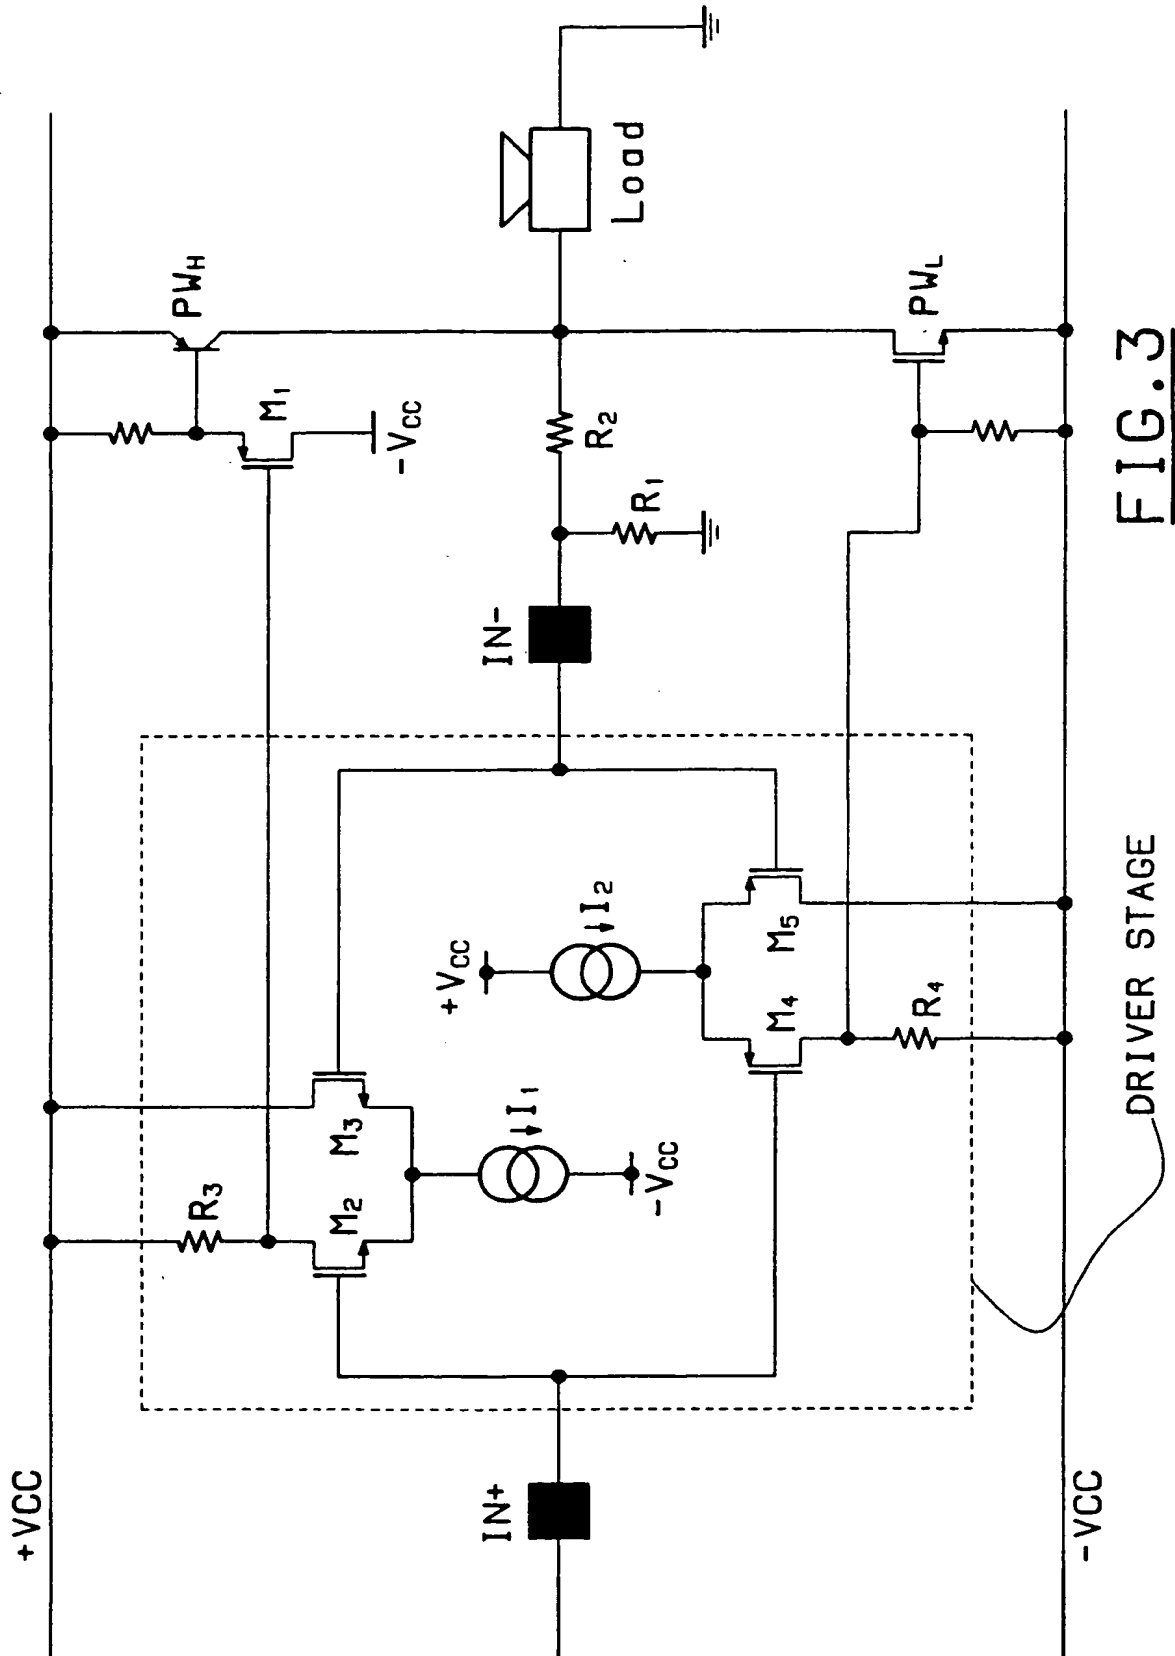 +VCC
PWH
M1
-VCC
R3
M2
M3
I1
-VCC
IN+
IN-
R2
R1
Load
+VCC
I2
M4
M5
R4
PWL
-VCC
DRIVER STAGE
FIG.3